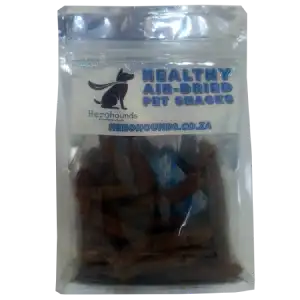 HEALTHY
AIR-DRIED
PET SNACKS
Herohounds
HEROHOUNDS.CO.ZA